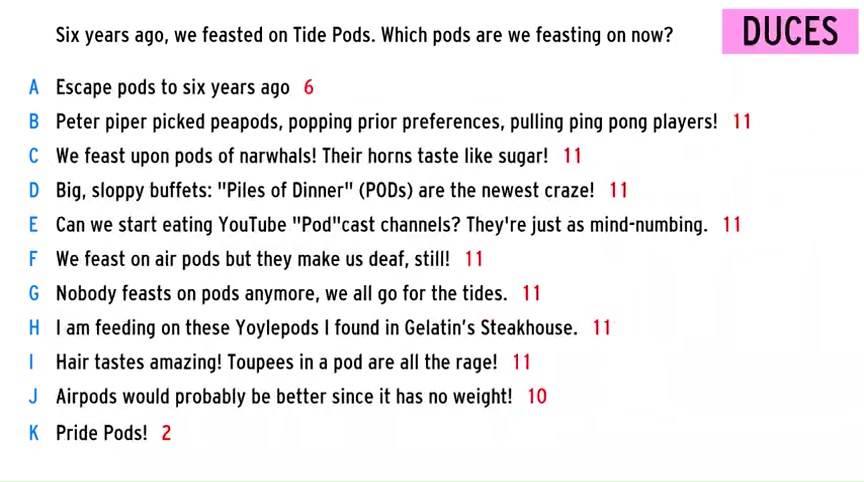 Six years ago, we feasted on Tide Pods. Which pods are we feasting on now?
DUCES
A Escape pods to six years ago 6
B Peter piper picked peapods, popping prior preferences, pulling ping pong players! 11
C We feast upon pods of narwhals! Their horns taste like sugar! 11
D Big, sloppy buffets: "Piles of Dinner" (PODs) are the newest craze! 11
E Can we start eating YouTube "Pod"cast channels? They're just as mind-numbing. 11
F We feast on air pods but they make us deaf, still! 11
G Nobody feasts on pods anymore, we all go for the tides. 11
H I am feeding on these Yoylepods I found in Gelatin's Steakhouse. 11
I Hair tastes amazing! Toupees in a pod are all the rage! 11
J Airpods would probably be better since it has no weight! 10
K Pride Pods! 2